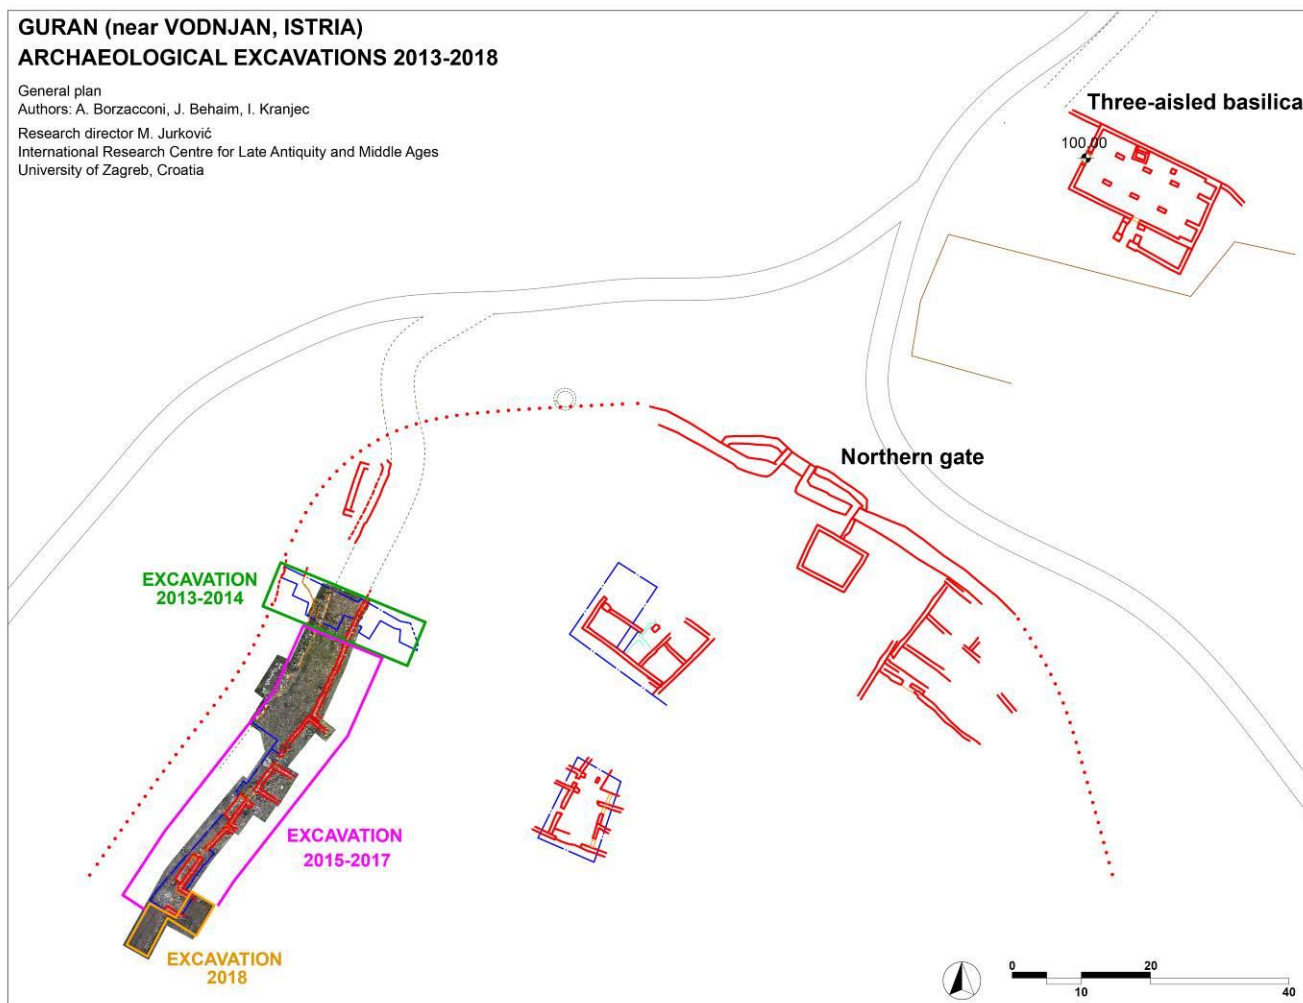 GURAN (near VODNJAN, ISTRIA)
ARCHAEOLOGICAL EXCAVATIONS 2013-2018
General plan
Authors: A. Borzacconi, J. Behaim, I. Kranjec
Research director M. Jurković
International Research Centre for Late Antiquity and Middle Ages
University of Zagreb, Croatia
Three-aisled basilica
100.00
Northern gate
EXCAVATION
2013-2014
EXCAVATION
2015-2017
EXCAVATION
2018
0 20
10 40